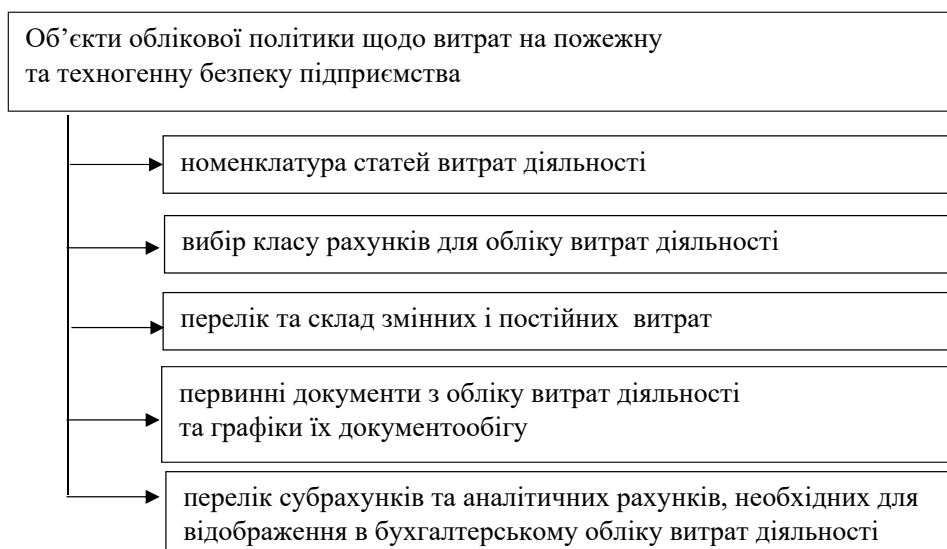 Об’єкти облікової політики щодо витрат на пожежну
та техногенну безпеку підприємства
номенклатура статей витрат діяльності
вибір класу рахунків для обліку витрат діяльності
перелік та склад змінних і постійних витрат
первинні документи з обліку витрат діяльності
та графіки їх документообігу
перелік субрахунків та аналітичних рахунків, необхідних для
відображення в бухгалтерському обліку витрат діяльності